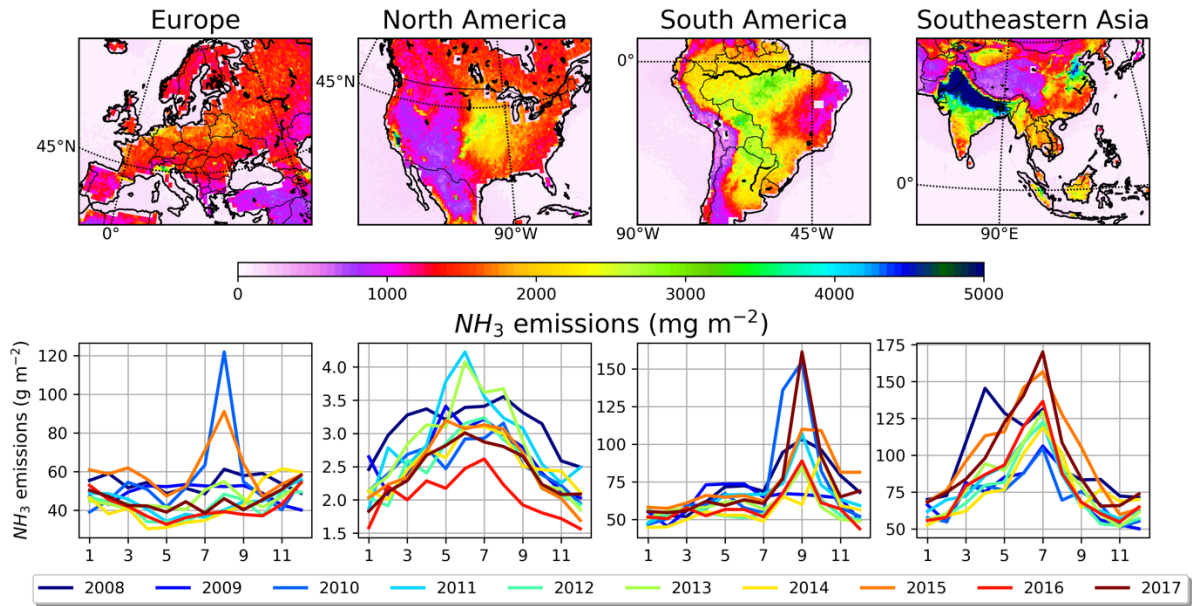 Europe
North America
South America
Southeastern Asia
45°N
45°N
0°
45°N
0°
0°
90°W
90°W
45°W
90°E
0 1000 2000 3000 4000 5000
NH₃ emissions (mg m⁻²)
NH₃ emissions (g m⁻²)
120
100
80
60
40
1 3 5 7 9 11
4.0
3.5
3.0
2.5
2.0
1.5
1 3 5 7 9 11
150
125
100
75
50
1 3 5 7 9 11
175
150
125
100
75
50
1 3 5 7 9 11
2008 2009 2010 2011 2012 2013 2014 2015 2016 2017